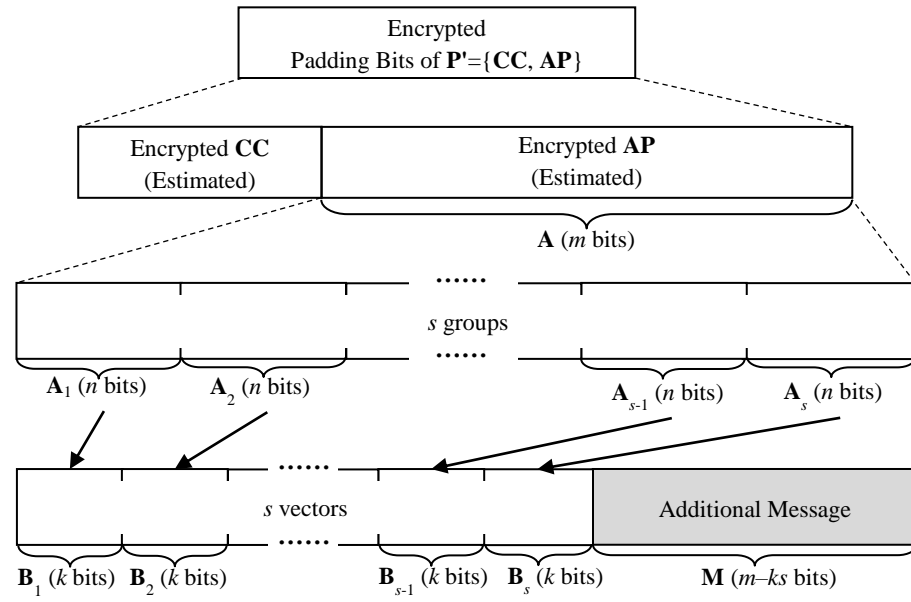 Encrypted
Padding Bits of P'={CC, AP}
Encrypted CC
(Estimated)
Encrypted AP
(Estimated)
A (m bits)
......
s groups
......
A1 (n bits) A2 (n bits) As-1 (n bits) As (n bits)
......
s vectors
......
Additional Message
B1 (k bits) B2 (k bits) Bs-1 (k bits) Bs (k bits) M (m–ks bits)